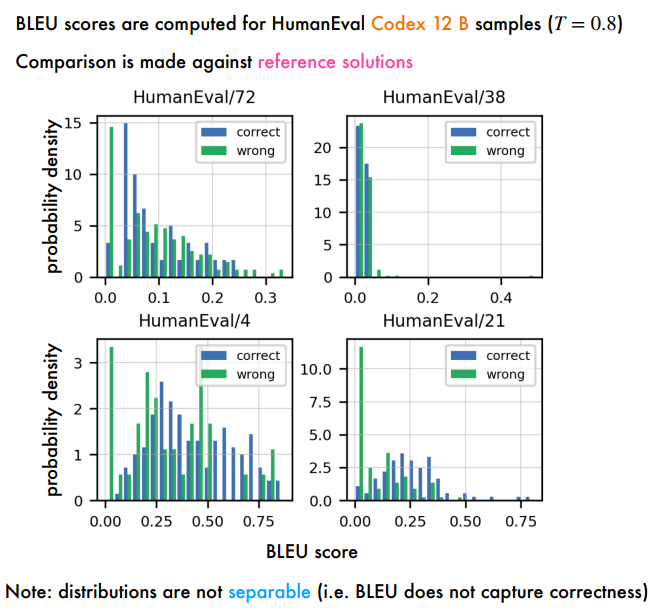 BLEU scores are computed for HumanEval Codex 12 B samples (T = 0.8)
Comparison is made against reference solutions
HumanEval/72
HumanEval/38
probability density
15
10
5
0
0.0 0.1 0.2 0.3
correct
wrong
20
15
10
5
0
0.0 0.2 0.4
correct
wrong
HumanEval/4
HumanEval/21
probability density
3
2
1
0
0.00 0.25 0.50 0.75
correct
wrong
10.0
7.5
5.0
2.5
0.0
0.00 0.25 0.50 0.75
correct
wrong
BLEU score
Note: distributions are not separable (i.e. BLEU does not capture correctness)